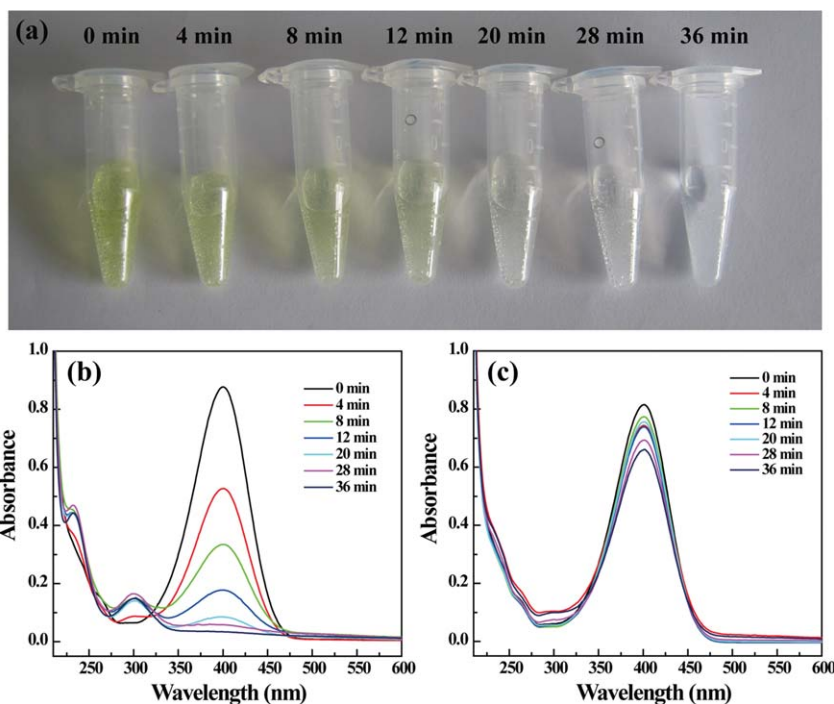 (a) 0 min 4 min 8 min 12 min 20 min 28 min 36 min
(b)
1.0
0.8
0.6
0.4
0.2
0.0
Absorbance
0 min
4 min
8 min
12 min
20 min
28 min
36 min
250 300 350 400 450 500 550 600
Wavelength (nm)
(c)
1.0
0.8
0.6
0.4
0.2
0.0
Absorbance
0 min
4 min
8 min
12 min
20 min
28 min
36 min
250 300 350 400 450 500 550 600
Wavelength (nm)